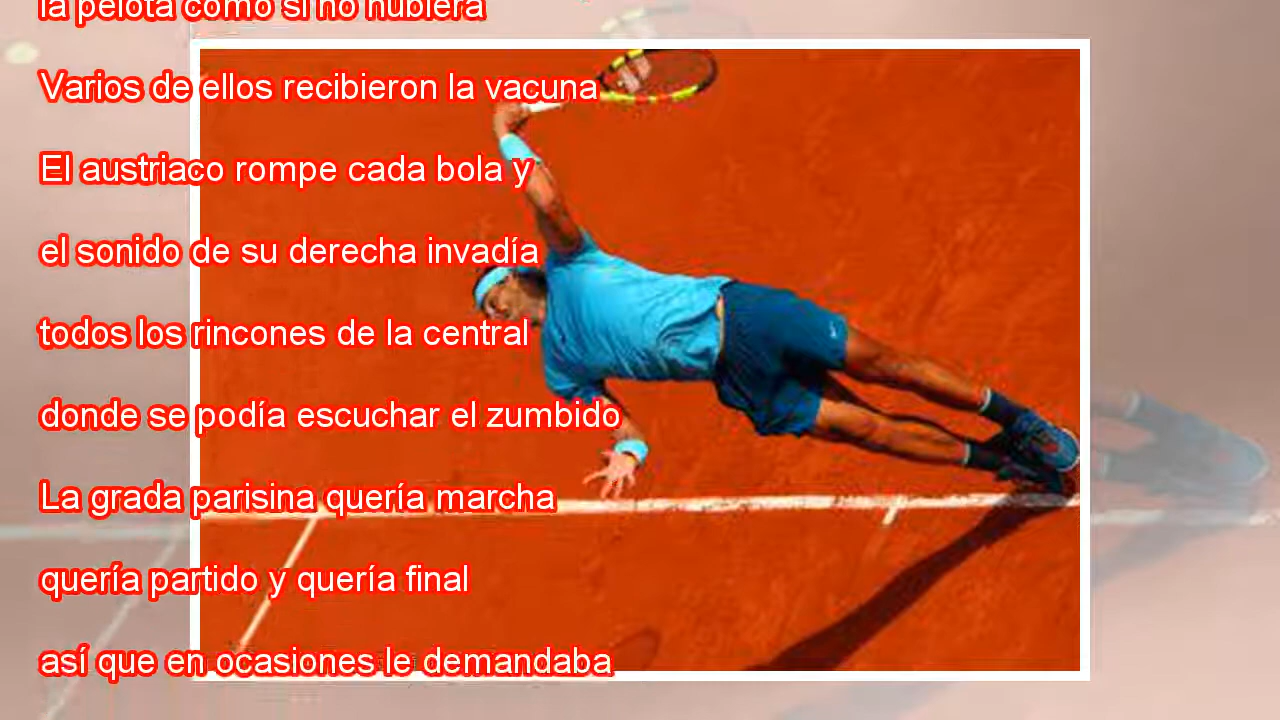 la pelota como si no hubiera
Varios de ellos recibieron la vacuna
El austriaco rompe cada bola y
el sonido de su derecha invadía
todos los rincones de la central
donde se podía escuchar el zumbido
La grada parisina quería marcha
quería partido y quería final
así que en ocasiones le demandaba